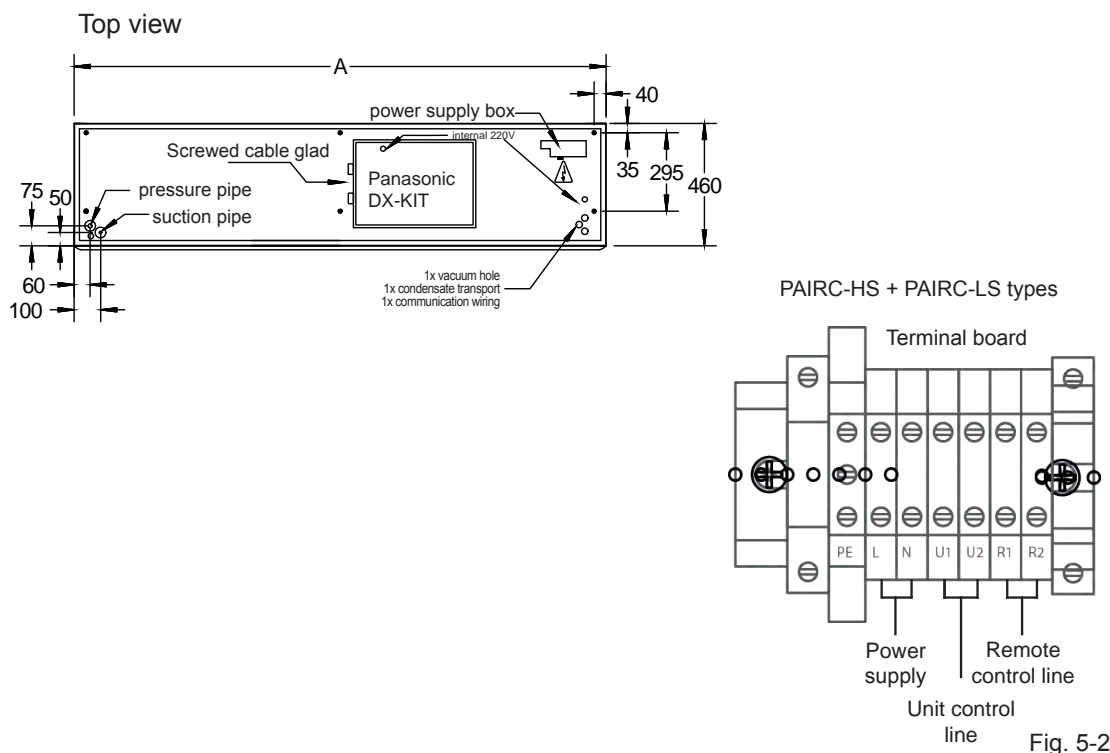 Top view
A
40
power supply box
internal 220V
Screwed cable glad
Panasonic
DX-KIT
35
295
460
75
50
pressure pipe
suction pipe
60
100
1x vacuum hole
1x condensate transport
1x communication wiring
PAIRC-HS + PAIRC-LS types
Terminal board
PE L N U1 U2 R1 R2
Power
supply
Remote
control line
Unit control
line
Fig. 5-2